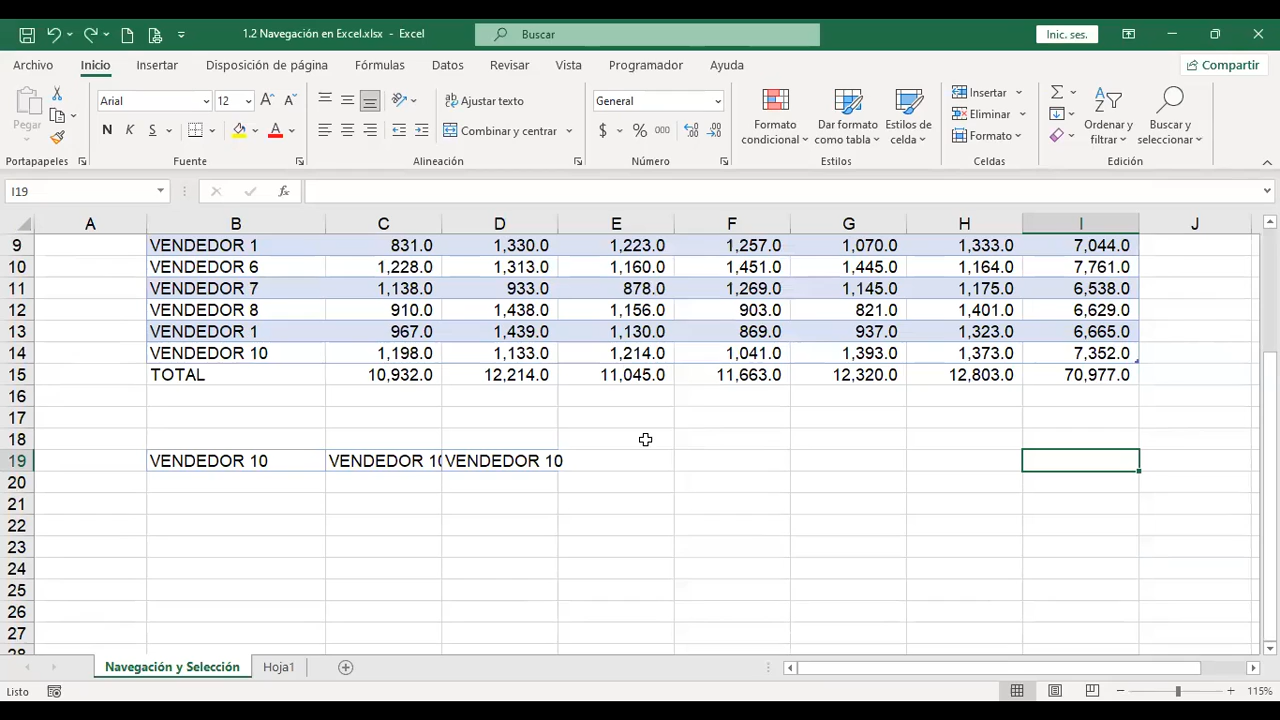 1.2 Navegación en Excel.xlsx - Excel
Buscar
Inic. ses.
Archivo Inicio Insertar Disposición de página Fórmulas Datos Revisar Vista Programador Ayuda Compartir
Pegar
Portapapeles
Arial 12
N K S
Fuente
Ajustar texto
Combinar y centrar
Alineación
General
$ % 000
Número
Formato condicional
Dar formato como tabla
Estilos de celda
Estilos
Insertar
Eliminar
Formato
Celdas
Ordenar y filtrar
Buscar y seleccionar
Edición
I19 fx
A B C D E F G H I J
9 VENDEDOR 1 831.0 1,330.0 1,223.0 1,257.0 1,070.0 1,333.0 7,044.0
10 VENDEDOR 6 1,228.0 1,313.0 1,160.0 1,451.0 1,445.0 1,164.0 7,761.0
11 VENDEDOR 7 1,138.0 933.0 878.0 1,269.0 1,145.0 1,175.0 6,538.0
12 VENDEDOR 8 910.0 1,438.0 1,156.0 903.0 821.0 1,401.0 6,629.0
13 VENDEDOR 1 967.0 1,439.0 1,130.0 869.0 937.0 1,323.0 6,665.0
14 VENDEDOR 10 1,198.0 1,133.0 1,214.0 1,041.0 1,393.0 1,373.0 7,352.0
15 TOTAL 10,932.0 12,214.0 11,045.0 11,663.0 12,320.0 12,803.0 70,977.0
16
17
18
19 VENDEDOR 10 VENDEDOR 10 VENDEDOR 10
20
21
22
23
24
25
26
27
28
Navegación y Selección Hoja1
Listo 115%